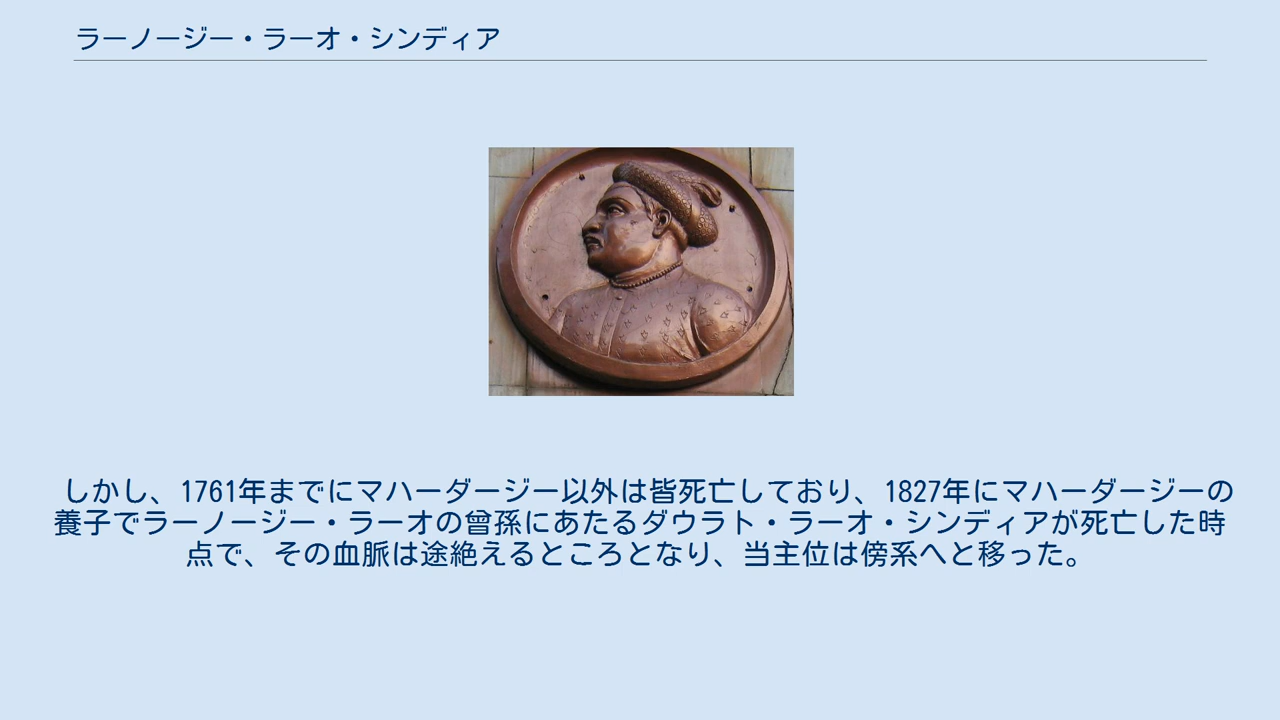 ラーノージー・ラーオ・シンディア
しかし、1761年までにマハーダージー以外は皆死亡しており、1827年にマハーダージーの
養子でラーノージー・ラーオの曾孫にあたるダウラト・ラーオ・シンディアが死亡した時
点で、その血脈は途絶えるところとなり、当主位は傍系へと移った。